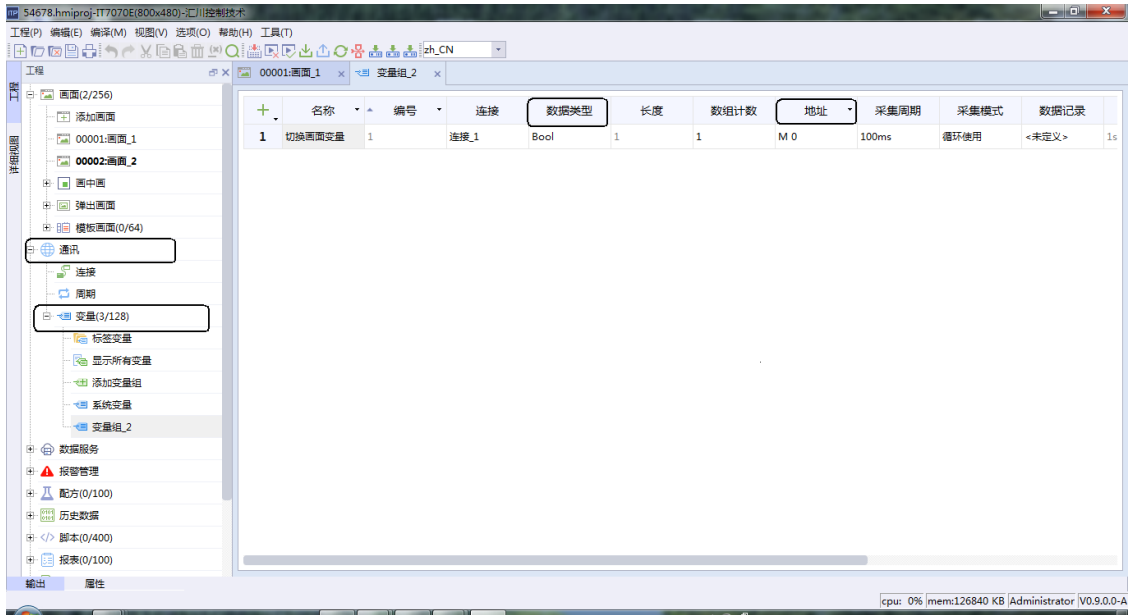 54678.hmiproj-IT7070E(800x480)-汇川控制技术
工程(P) 编辑(E) 编译(M) 视图(V) 选项(O) 帮助(H) 工具(T)
zh_CN
工程
详细视图
工程
画面(2/256)
添加画面
00001:画面_1
00002:画面_2
画中画
弹出画面
模板画面(0/64)
通讯
连接
周期
变量(3/128)
标签变量
显示所有变量
添加变量组
系统变量
变量组_2
数据服务
报警管理
配方(0/100)
历史数据
脚本(0/400)
报表(0/100)
输出 属性
00001:画面_1 变量组_2
名称 编号 连接 数据类型 长度 数组计数 地址 采集周期 采集模式 数据记录
1 切换画面变量 1 连接_1 Bool 1 1 M 0 100ms 循环使用 <未定义> 1s
cpu: 0% mem:126840 KB Administrator V0.9.0.0-A